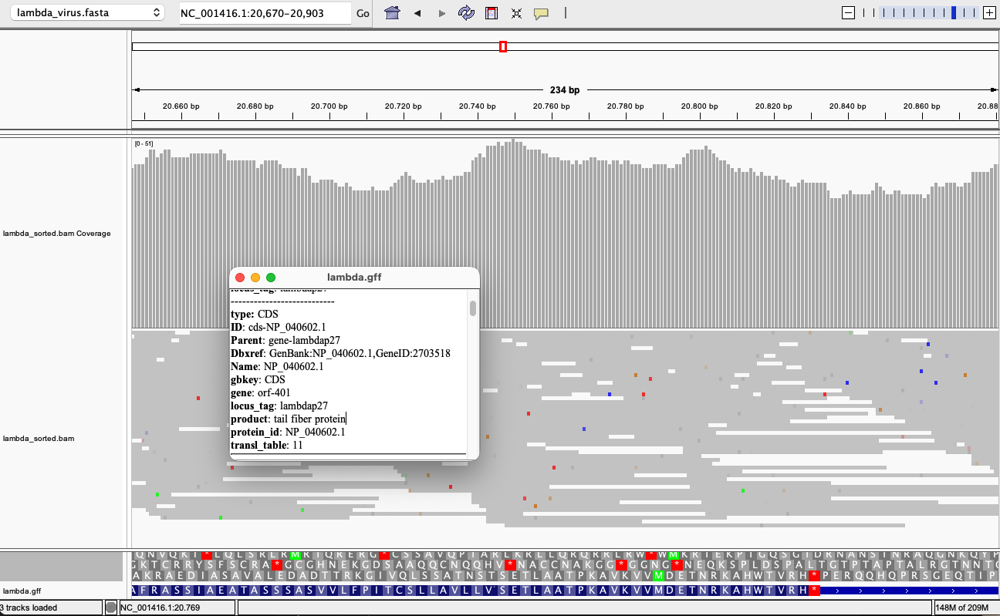 lambda_virus.fasta
NC_001416.1:20,670-20,903
Go
234 bp
20.660 bp 20.680 bp 20.700 bp 20.720 bp 20.740 bp 20.760 bp 20.780 bp 20.800 bp 20.820 bp 20.840 bp 20.860 bp 20.88
[0 - 51]
lambda_sorted.bam Coverage
lambda.gff
locus_tag: lambdap27
----------------------------
type: CDS
ID: cds-NP_040602.1
Parent: gene-lambdap27
Dbxref: GenBank:NP_040602.1,GeneID:2703518
Name: NP_040602.1
gbkey: CDS
gene: orf-401
locus_tag: lambdap27
product: tail fiber protein
protein_id: NP_040602.1
transl_table: 11
lambda_sorted.bam
AKRAEDIASAVALEDADTTRKGIVQLSSATNSTSETLAATPKAVKVVMDETNRKAHWTVRH*PERQQHQPRSGEQTIP
lambda.gff
3 tracks loaded
NC_001416.1:20.769
148M of 209M